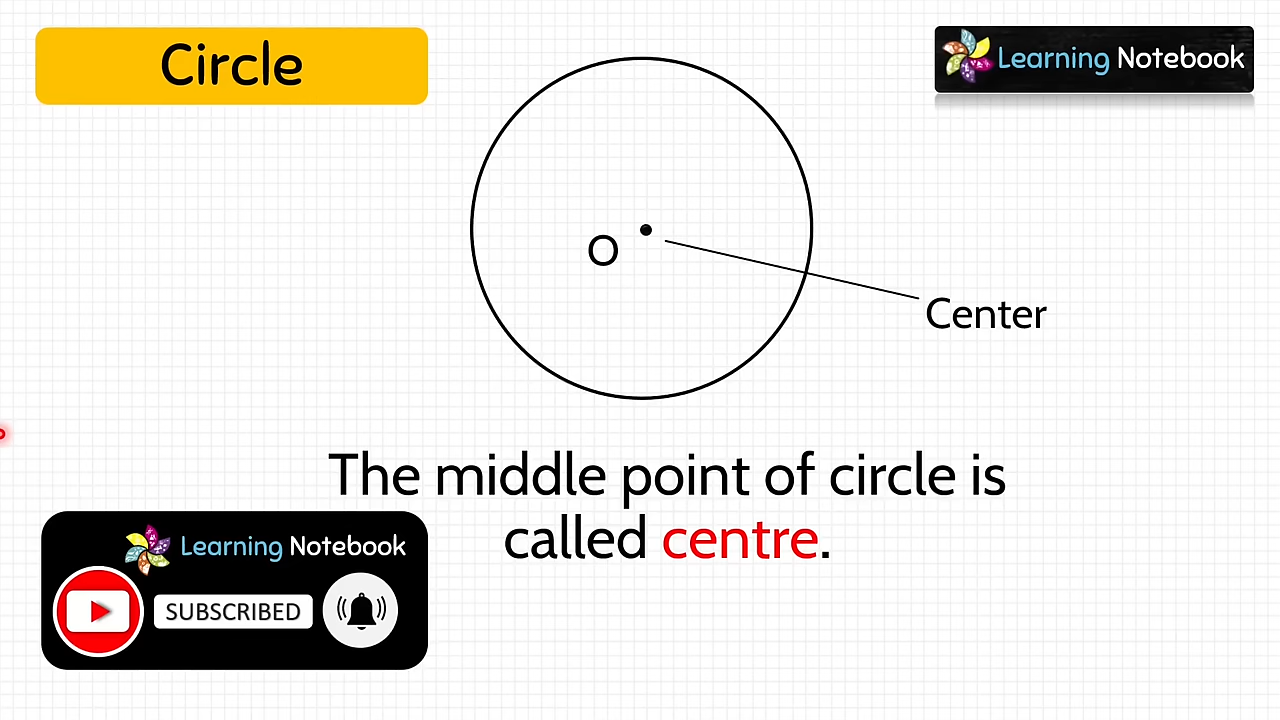 Circle
Learning Notebook
O
Center
The middle point of circle is
called centre.
Learning Notebook
SUBSCRIBED